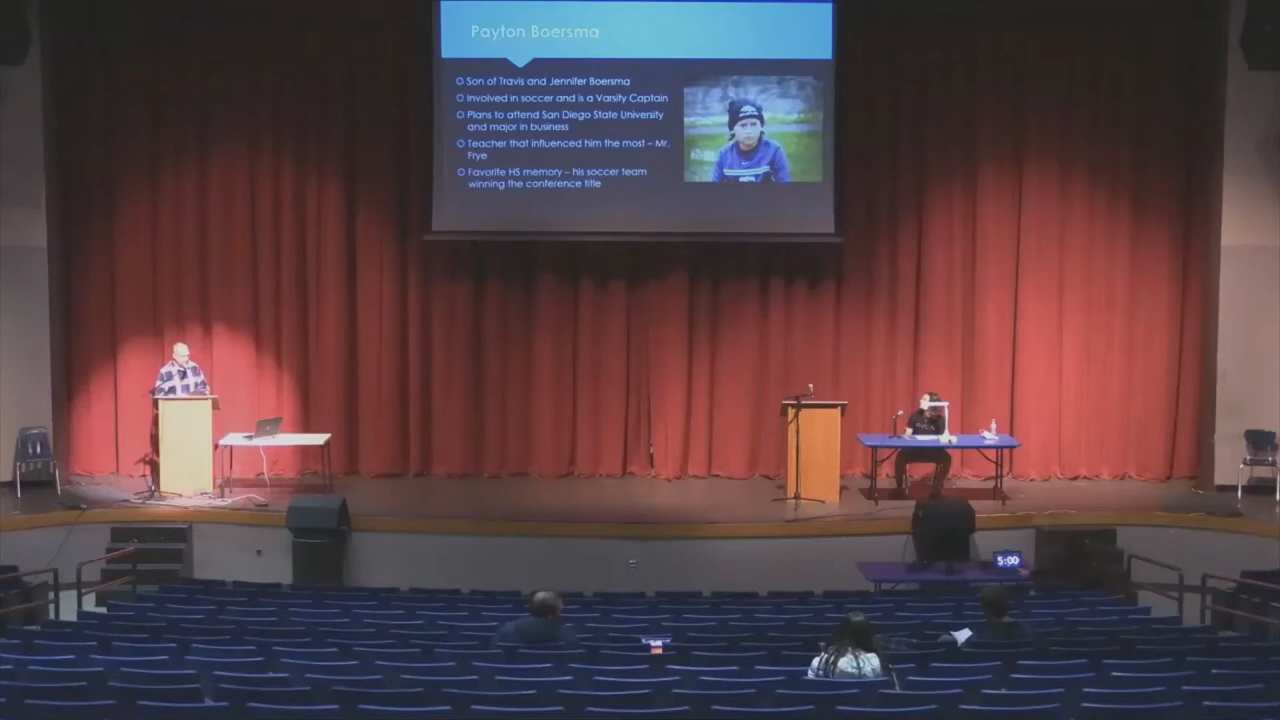 Payton Boersma
Son of Travis and Jennifer Boersma
Involved in soccer and is a Varsity Captain
Plans to attend San Diego State University
and major in business
Teacher that influenced him the most – Mr.
Frye
Favorite HS memory – his soccer team
winning the conference title
RVCA
5:00